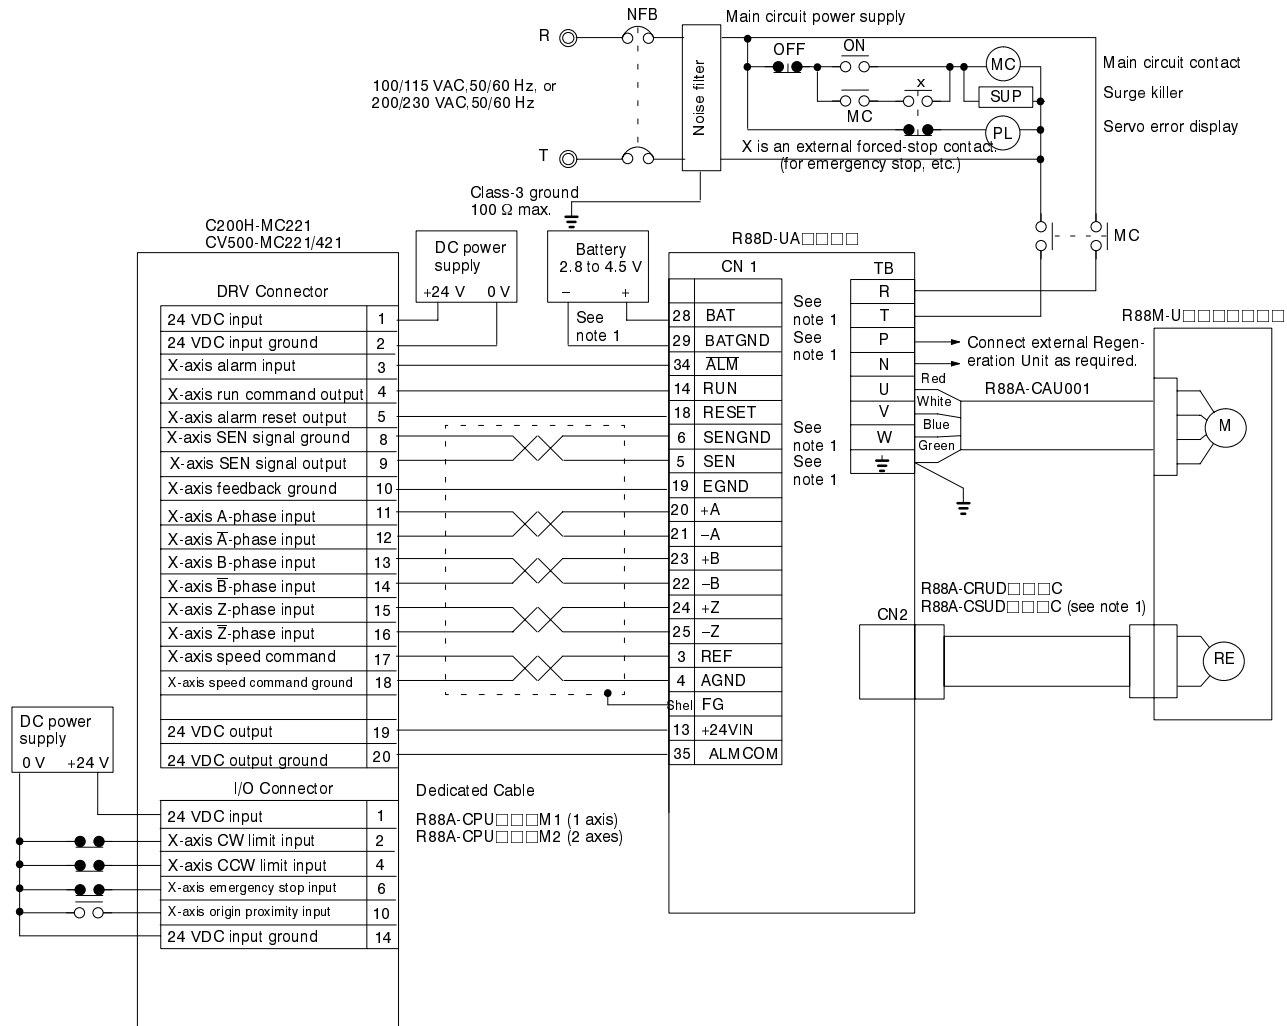 NFB
Main circuit power supply
R
OFF
ON
MC
Main circuit contact
100/115 VAC,50/60 Hz, or
200/230 VAC,50/60 Hz
Noise filter
x
SUP
Surge killer
MC
PL
Servo error display
X is an external forced-stop contact.
(for emergency stop, etc.)
T
Class-3 ground
100 Ω max.
MC
C200H-MC221
CV500-MC221/421
DC power
supply
+24 V 0 V
Battery
2.8 to 4.5 V
– +
See
note 1
R88D-UA□□□□
CN 1
28 BAT
29 BATGND
34 A̅L̅M̅
14 RUN
18 RESET
6 SENGND
5 SEN
19 EGND
20 +A
21 –A
23 +B
22 –B
24 +Z
25 –Z
3 REF
4 AGND
Shel FG
13 +24VIN
35 ALMCOM
See
note 1
See
note 1
See
note 1
See
note 1
TB
R
T
P
N
U
V
W
Connect external Regen-
eration Unit as required.
Red
White
Blue
Green
R88A-CAU001
R88M-U□□□□□□□
M
R88A-CRUD□□□C
R88A-CSUD□□□C (see note 1)
CN2
RE
DRV Connector
24 VDC input 1
24 VDC input ground 2
X-axis alarm input 3
X-axis run command output 4
X-axis alarm reset output 5
X-axis SEN signal ground 8
X-axis SEN signal output 9
X-axis feedback ground 10
X-axis A-phase input 11
X-axis A̅-phase input 12
X-axis B-phase input 13
X-axis B̅-phase input 14
X-axis Z-phase input 15
X-axis Z̅-phase input 16
X-axis speed command 17
X-axis speed command ground 18
24 VDC output 19
24 VDC output ground 20
DC power
supply
0 V +24 V
I/O Connector
24 VDC input 1
X-axis CW limit input 2
X-axis CCW limit input 4
X-axis emergency stop input 6
X-axis origin proximity input 10
24 VDC input ground 14
Dedicated Cable
R88A-CPU□□□M1 (1 axis)
R88A-CPU□□□M2 (2 axes)